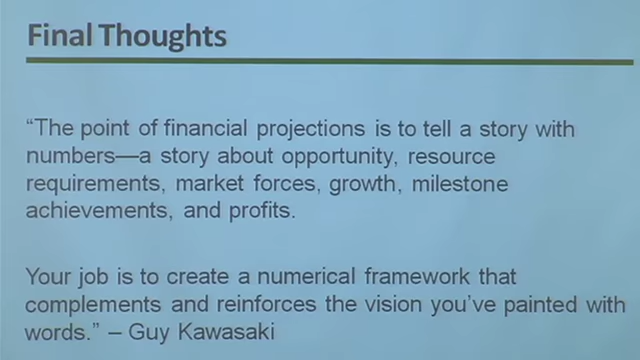 Final Thoughts
“The point of financial projections is to tell a story with
numbers—a story about opportunity, resource
requirements, market forces, growth, milestone
achievements, and profits.
Your job is to create a numerical framework that
complements and reinforces the vision you’ve painted with
words.” – Guy Kawasaki